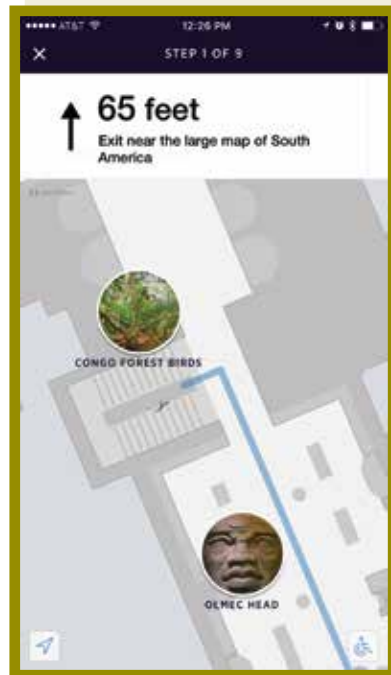 AT&T 12:26 PM
STEP 1 OF 9
65 feet
Exit near the large map of South
America
CONGO FOREST BIRDS
OLMEC HEAD